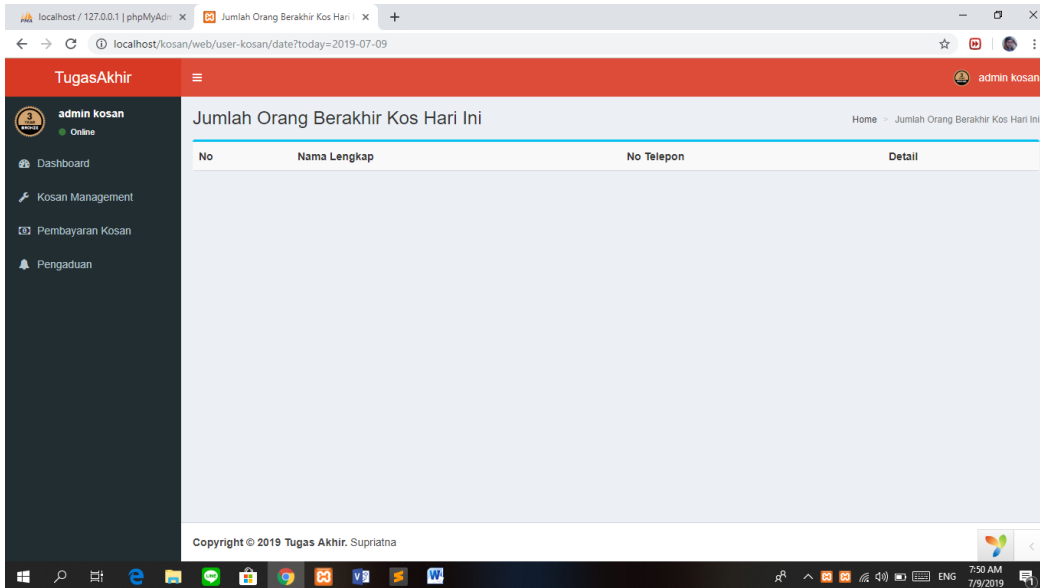 localhost / 127.0.0.1 | phpMyAdm
Jumlah Orang Berakhir Kos Hari I
localhost/kosan/web/user-kosan/date?today=2019-07-09
TugasAkhir
admin kosan
admin kosan
Online
Jumlah Orang Berakhir Kos Hari Ini
Home > Jumlah Orang Berakhir Kos Hari Ini
No Nama Lengkap No Telepon Detail
Dashboard
Kosan Management
Pembayaran Kosan
Pengaduan
Copyright © 2019 Tugas Akhir. Supriatna
ENG
7:50 AM
7/9/2019